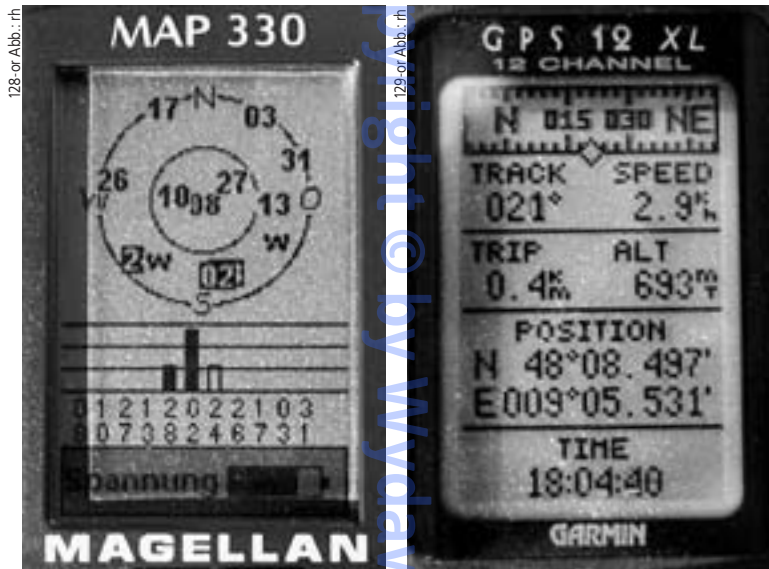 128-or Abb.: rh
MAP 330
N
17
03
31
26
27
10
08
13
O
W
2W
02
S
0 1 2 1 2 0 2 2 1 0 3
8 0 7 3 8 2 4 6 7 3 1
Spannung
MAGELLAN
pyright © by Wydav
129-or Abb.: rh
GPS 12 XL
12 CHANNEL
N 015 030 NE
TRACK SPEED
021° 2.9 K h
TRIP ALT
0.4 K m 693 m T
POSITION
N 48°08.497'
E 009°05.531'
TIME
18:04:40
GARMIN